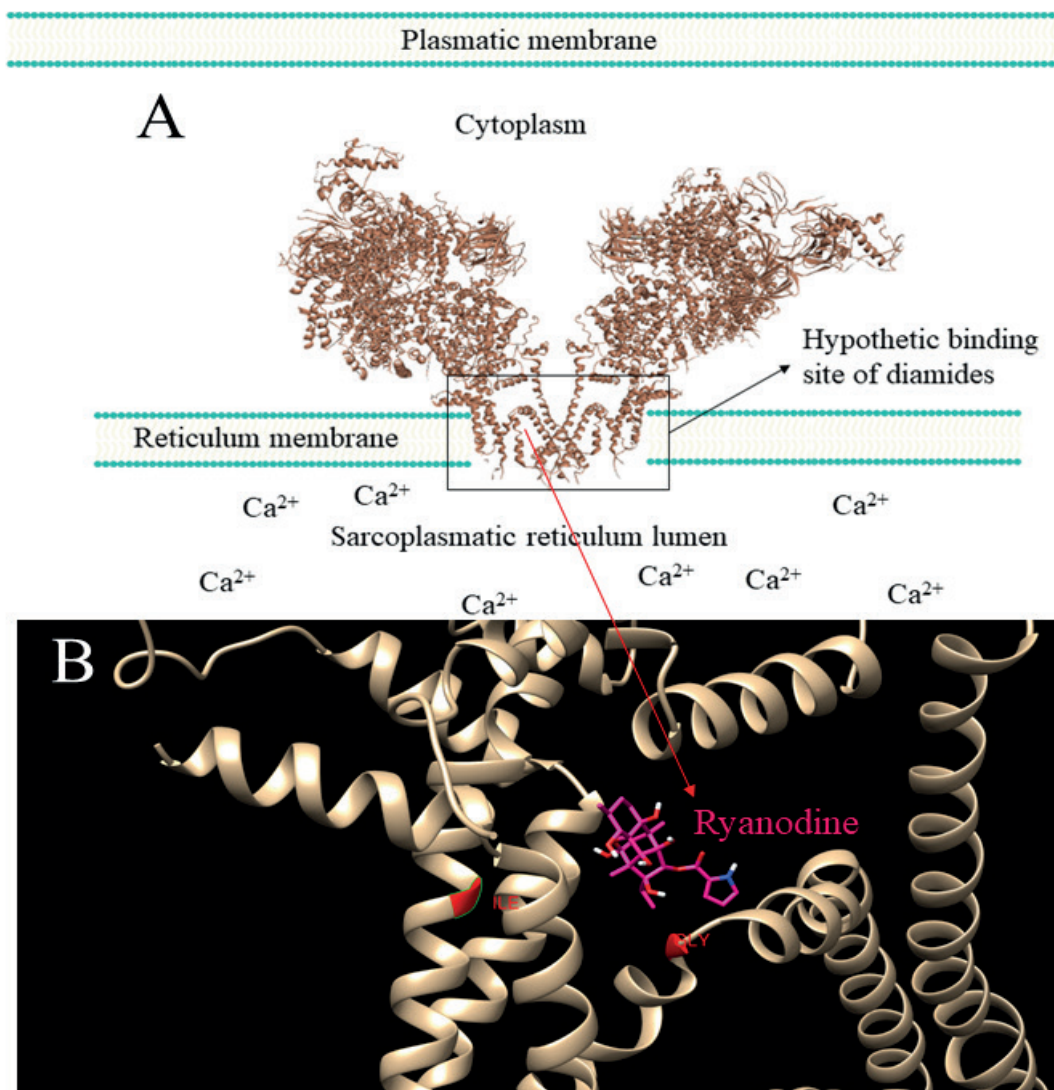 Plasmatic membrane
A
Cytoplasm
Hypothetic binding
site of diamides
Reticulum membrane
Ca²⁺
Ca²⁺
Ca²⁺
Sarcoplasmatic reticulum lumen
Ca²⁺
Ca²⁺
Ca²⁺
Ca²⁺
Ca²⁺
B
Ryanodine
ILE
GLY